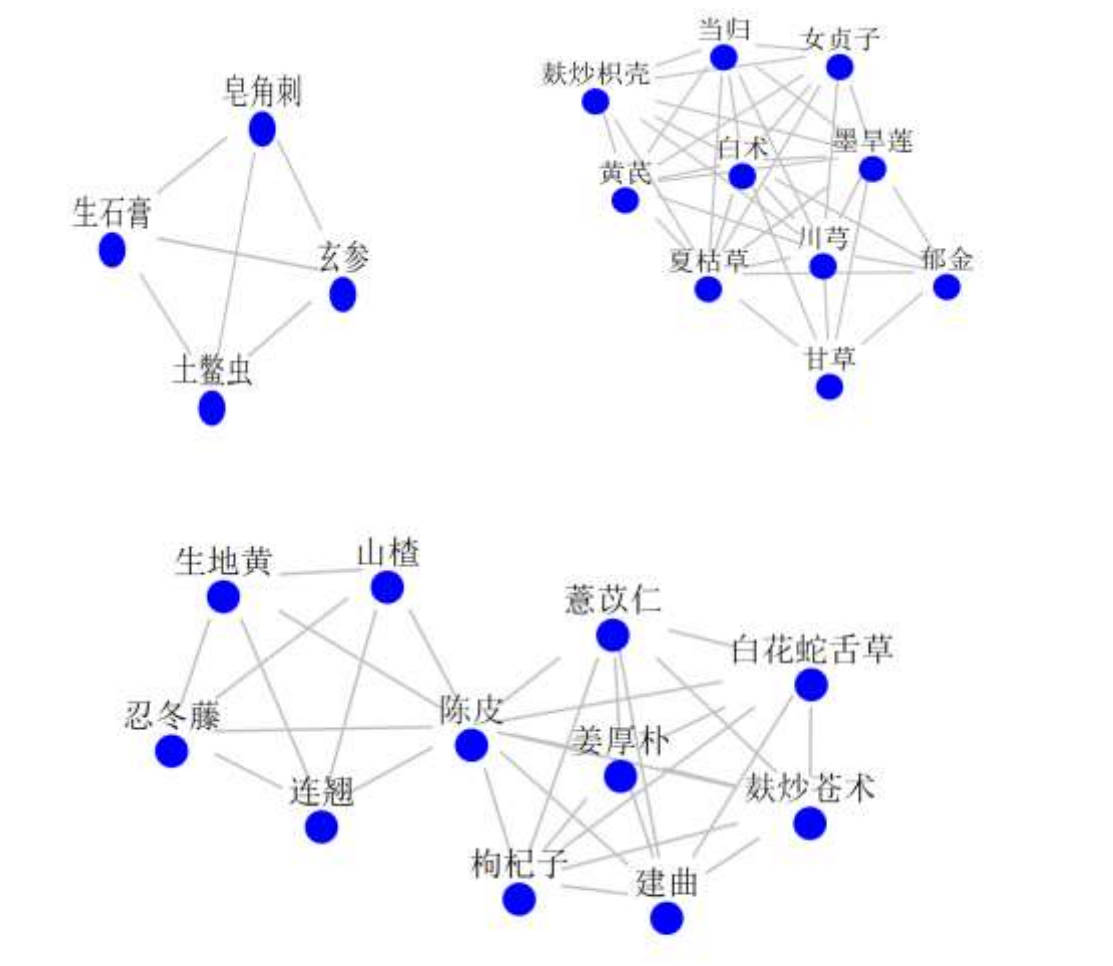 皂角刺
生石膏
玄参
土鳖虫
当归
女贞子
麸炒枳壳
墨旱莲
白术
黄芪
川芎
夏枯草
郁金
甘草
生地黄
山楂
薏苡仁
白花蛇舌草
忍冬藤
陈皮
姜厚朴
连翘
麸炒苍术
枸杞子
建曲